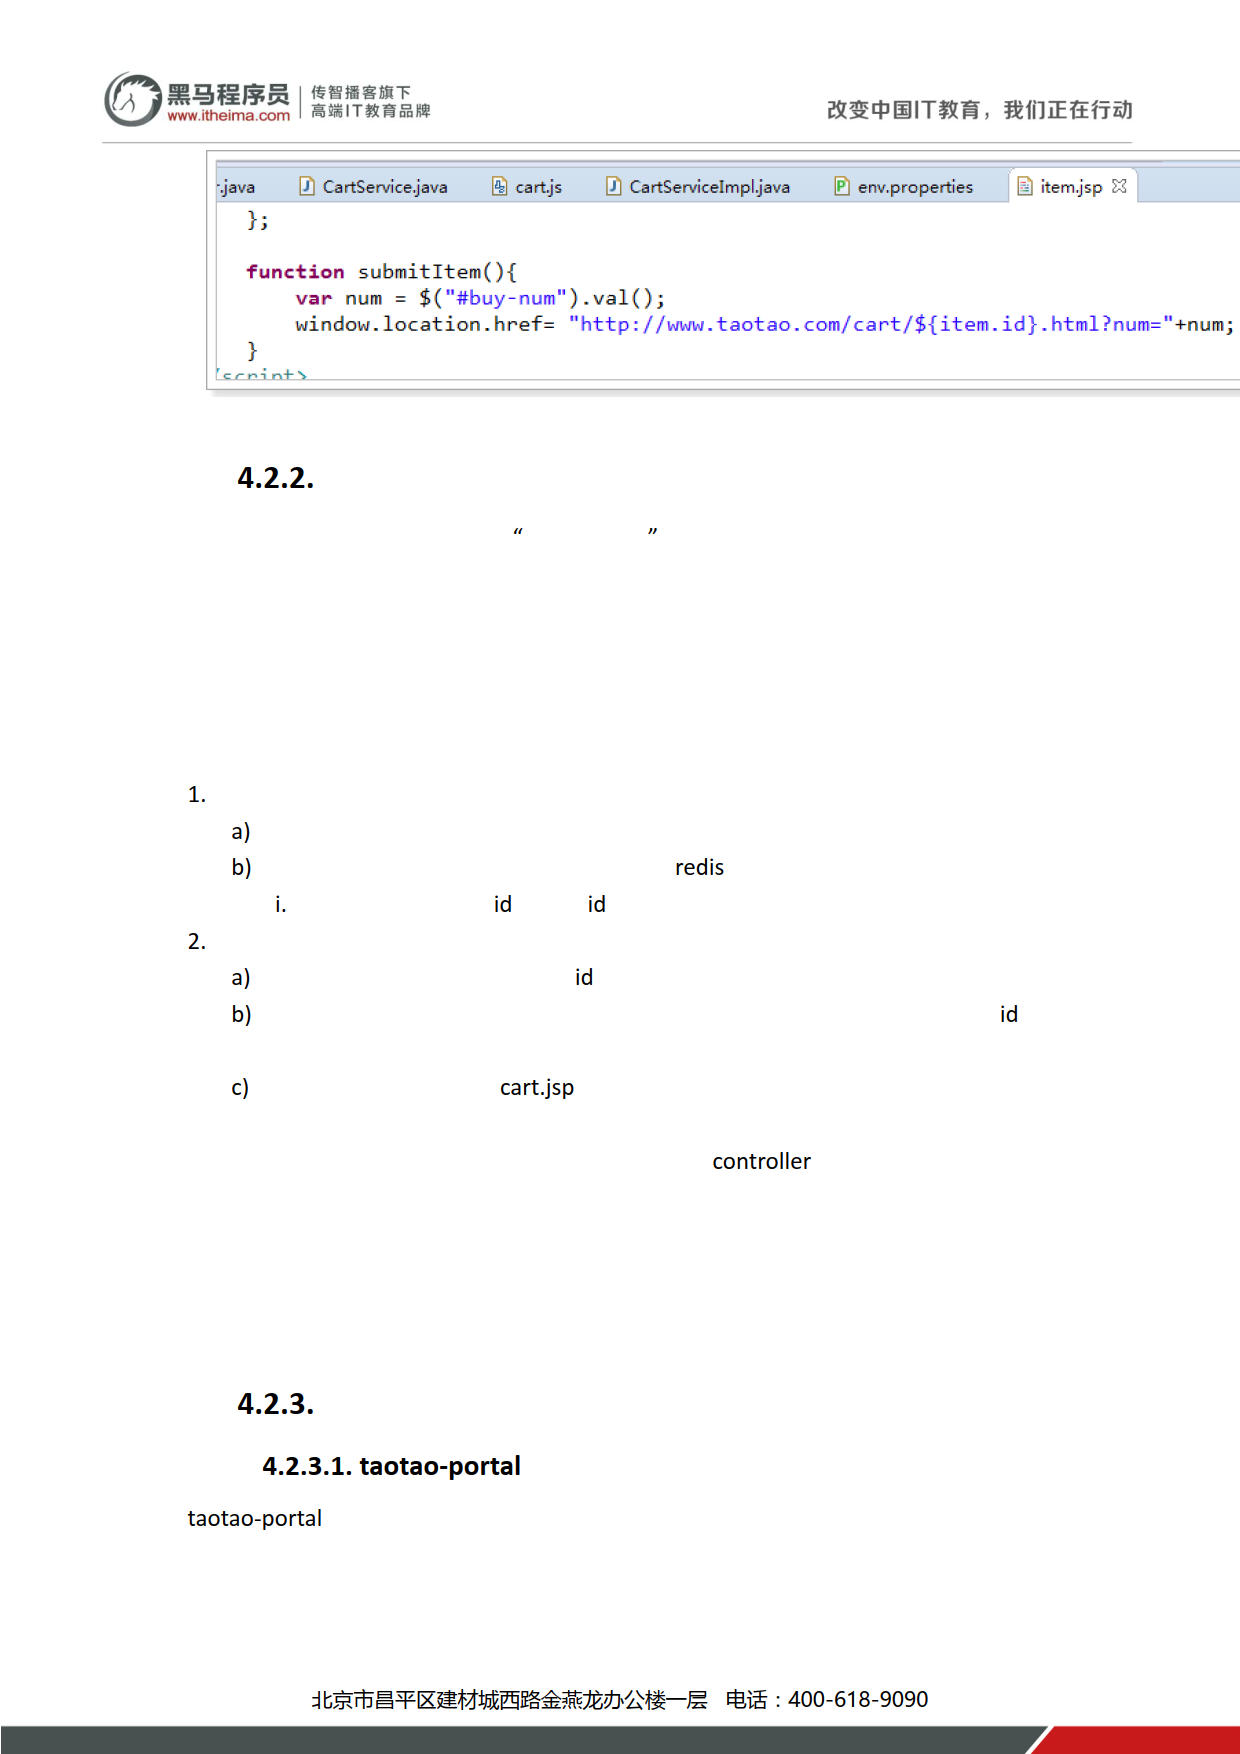 黑马程序员
www.itheima.com
传智播客旗下
高端IT教育品牌
改变中国IT教育，我们正在行动
r.java CartService.java cart.js CartServiceImpl.java env.properties item.jsp
};
function submitItem(){
var num = $("#buy-num").val();
window.location.href= "http://www.taotao.com/cart/${item.id}.html?num="+num;
}
/script>
4.2.2.
“ ”
1.
a)
b) redis
i. id id
2.
a) id
b) id
c) cart.jsp
controller
4.2.3.
4.2.3.1. taotao-portal
taotao-portal
北京市昌平区建材城西路金燕龙办公楼一层 电话：400-618-9090